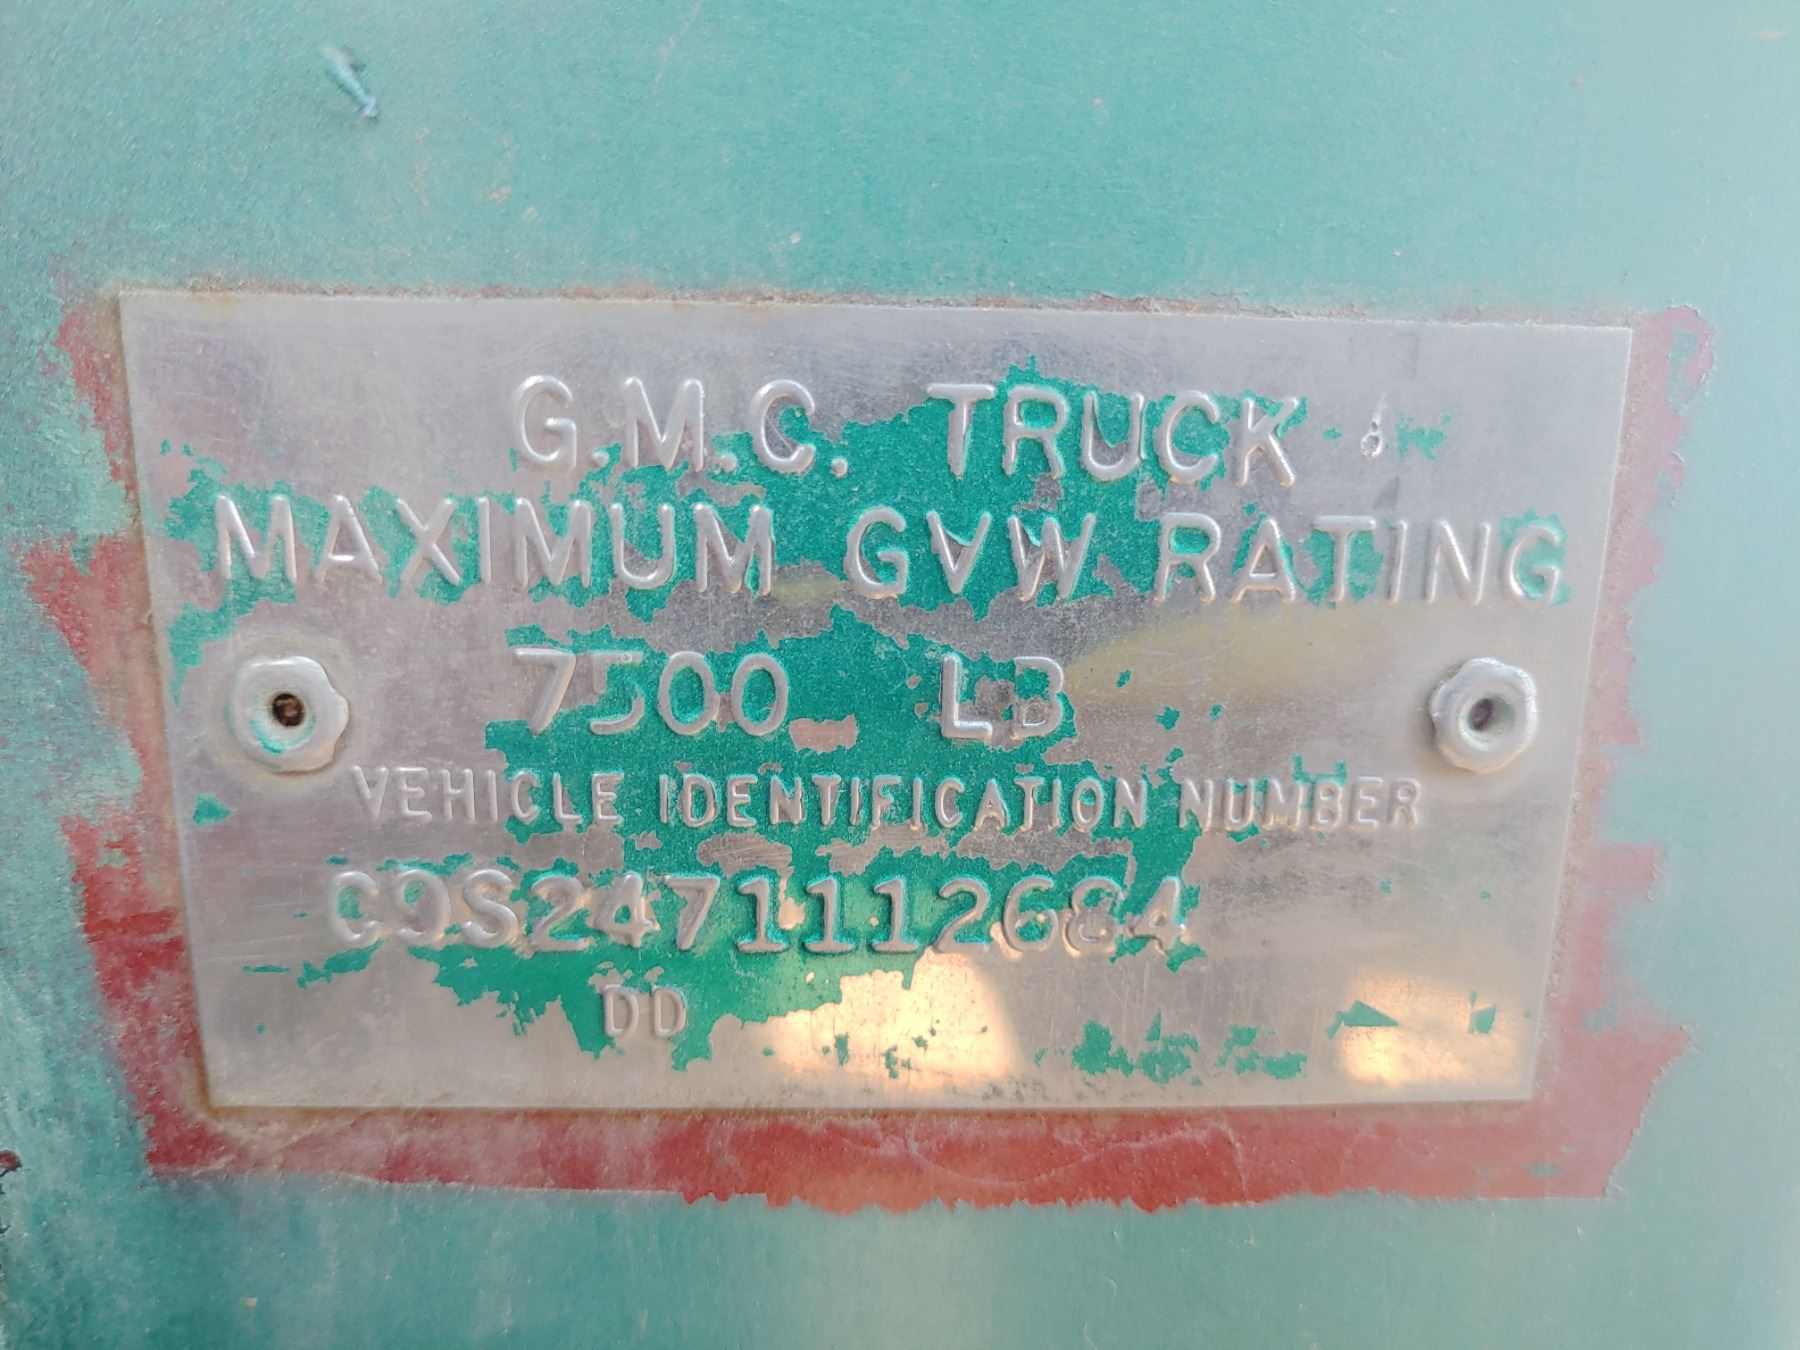 G.M.C. TRUCK
MAXIMUM GVW RATING
7500 LB
VEHICLE IDENTIFICATION NUMBER
C9S2471112684
DD